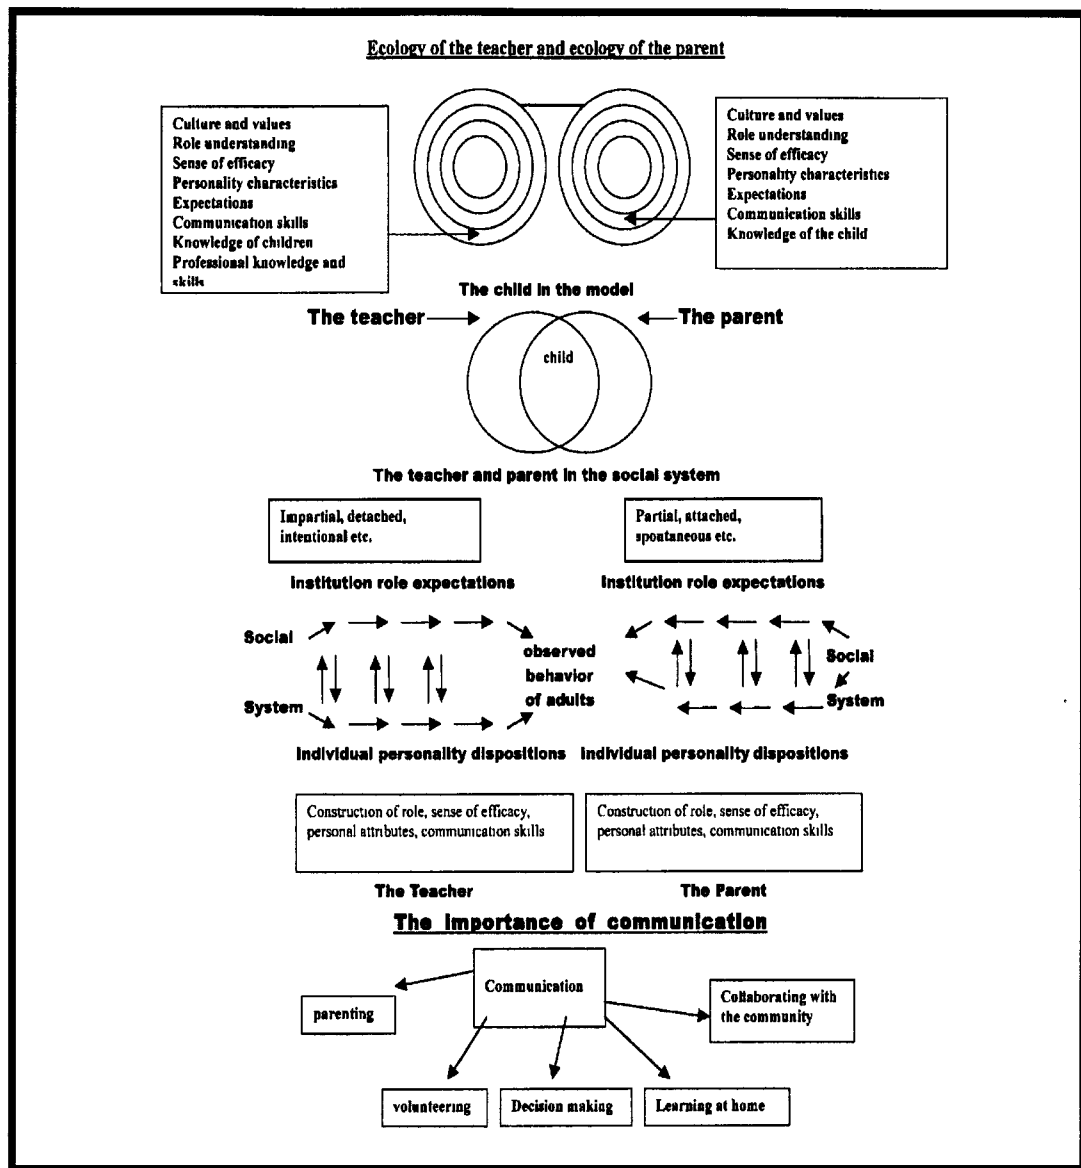 Ecology of the teacher and ecology of the parent
Culture and values
Role understanding
Sense of efficacy
Personality characteristics
Expectations
Communication skills
Knowledge of children
Professional knowledge and
skills
Culture and values
Role understanding
Sense of efficacy
Personality characteristics
Expectations
Communication skills
Knowledge of the child
The child in the model
The teacher
The parent
child
The teacher and parent in the social system
Impartial, detached,
intentional etc.
Partial, attached,
spontaneous etc.
Institution role expectations
Institution role expectations
Social
System
observed
behavior
of adults
Social
System
Individual personality dispositions
Individual personality dispositions
Construction of role, sense of efficacy,
personal attributes, communication skills
Construction of role, sense of efficacy,
personal attributes, communication skills
The Teacher
The Parent
The importance of communication
Communication
parenting
Collaborating with
the community
volunteering
Decision making
Learning at home